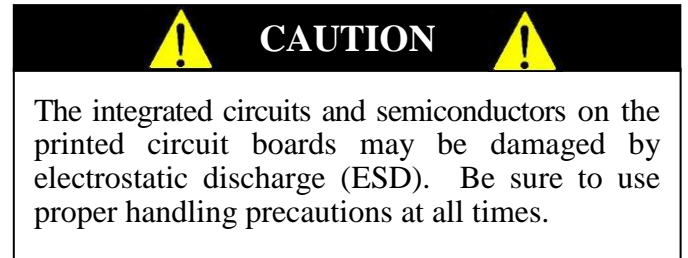 CAUTION
The integrated circuits and semiconductors on the
printed circuit boards may be damaged by
electrostatic discharge (ESD). Be sure to use
proper handling precautions at all times.